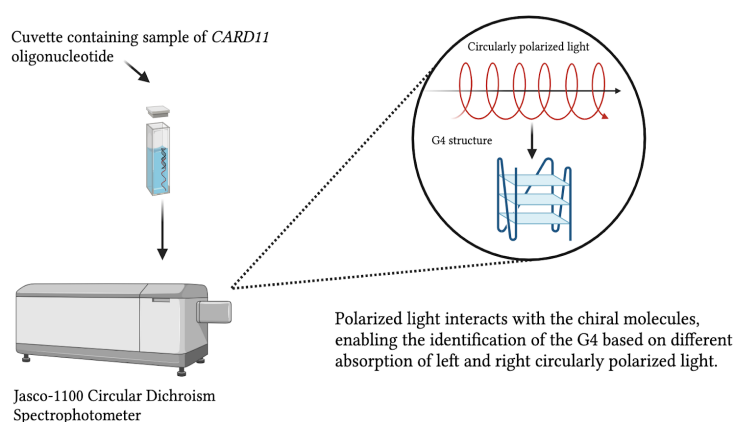 Cuvette containing sample of CARD11
oligonucleotide
Circularly polarized light
G4 structure
Polarized light interacts with the chiral molecules,
enabling the identification of the G4 based on different
absorption of left and right circularly polarized light.
Jasco-1100 Circular Dichroism
Spectrophotometer